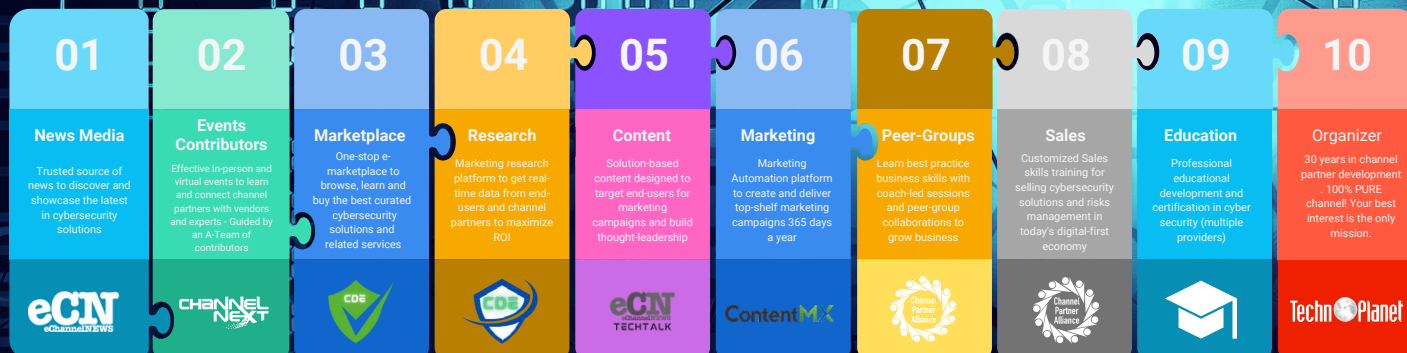 01
News Media
Trusted source of
news to discover and
showcase the latest
in cybersecurity
solutions
eCN
eChannelNEWS
02
Events
Contributors
Effective in-person and
virtual events to learn
and connect channel
partners with vendors
and experts - Guided by
an A-Team of
contributors
CHANNEL
NEXT
03
Marketplace
One-stop e-
marketplace to
browse, learn and
buy the best curated
cybersecurity
solutions and
related services
CDE
04
Research
Marketing research
platform to get real-
time data from end-
users and channel
partners to maximize
ROI
CDE
05
Content
Solution-based
content designed to
target end-users for
marketing
campaigns and build
thought-leadership
eCN
eChannelNEWS
TECHTALK
06
Marketing
Marketing
Automation platform
to create and deliver
top-shelf marketing
campaigns 365 days
a year
ContentMX
07
Peer-Groups
Learn best practice
business skills with
coach-led sessions
and peer-group
collaborations to
grow business
Channel
Partner
Alliance
08
Sales
Customized Sales
skills training for
selling cybersecurity
solutions and risks
management in
today's digital-first
economy
Channel
Partner
Alliance
09
Education
Professional
educational
development and
certification in cyber
security (multiple
providers)
10
Organizer
30 years in channel
partner development
. 100% PURE
channel! Your best
interest is the only
mission.
TechnoPlanet